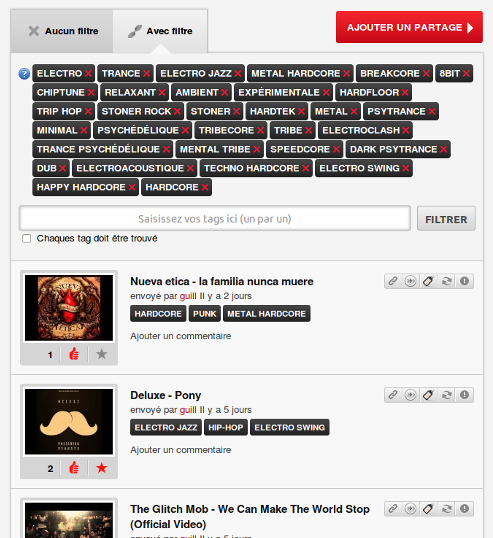 Aucun filtre
Avec filtre
AJOUTER UN PARTAGE
ELECTRO TRANCE ELECTRO JAZZ METAL HARDCORE BREAKCORE 8BIT
CHIPTUNE RELAXANT AMBIENT EXPÉRIMENTALE HARDFLOOR
TRIP HOP STONER ROCK STONER HARDTEK METAL PSYTRANCE
MINIMAL PSYCHÉDÉLIQUE TRIBECORE TRIBE ELECTROCLASH
TRANCE PSYCHÉDÉLIQUE MENTAL TRIBE SPEEDCORE DARK PSYTRANCE
DUB ELECTROACOUSTIQUE TECHNO HARDCORE ELECTRO SWING
HAPPY HARDCORE HARDCORE
Saisissez vos tags ici (un par un)
FILTRER
Chaques tag doit être trouvé
Nueva etica - la familia nunca muere
envoyé par guill II y a 2 jours
HARDCORE PUNK METAL HARDCORE
Ajouter un commentaire
NUEVA
ETICA
1
Deluxe - Pony
envoyé par guill II y a 5 jours
ELECTRO JAZZ HIP-HOP ELECTRO SWING
Ajouter un commentaire
DELUXE
2
The Glitch Mob - We Can Make The World Stop
(Official Video)
envoyé par guill II y a 5 jours